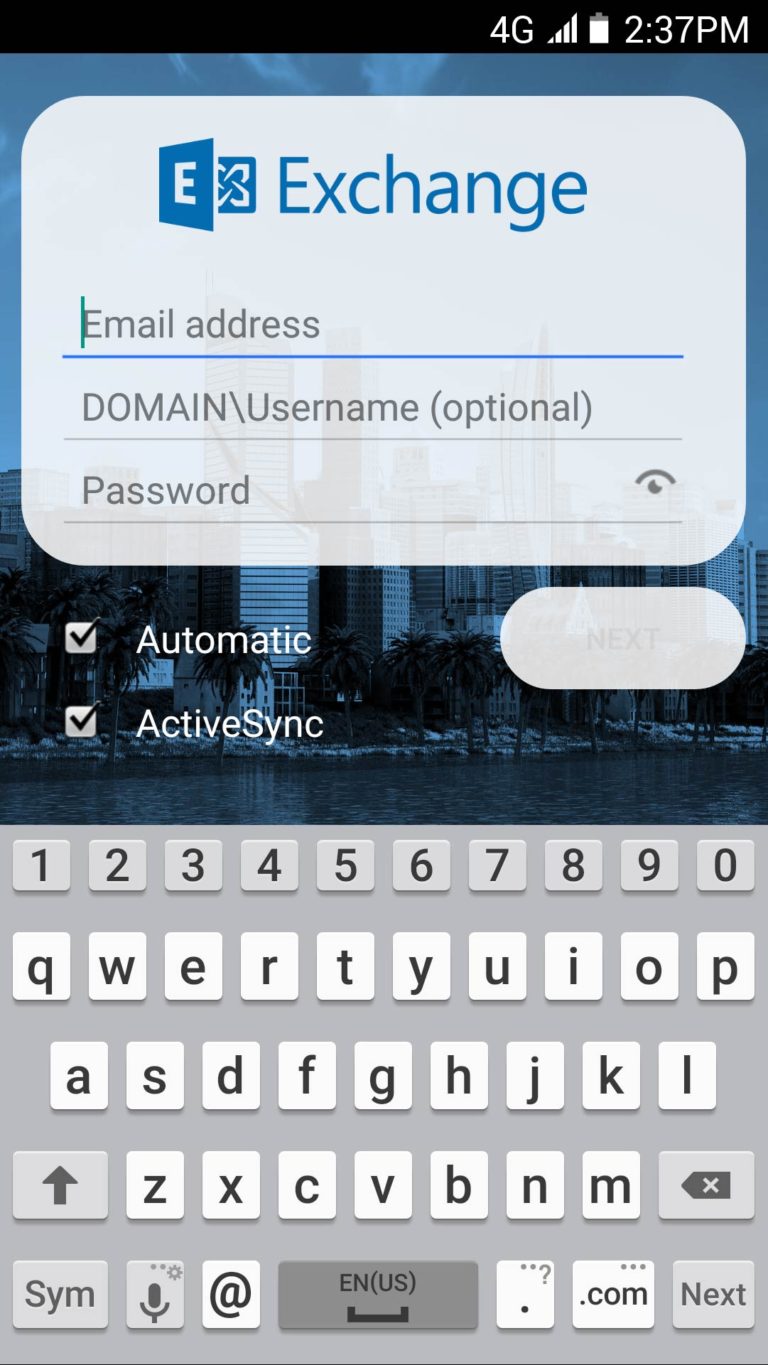 4G 2:37PM
E Exchange
Email address
DOMAIN\Username (optional)
Password
Automatic
NEXT
ActiveSync
1 2 3 4 5 6 7 8 9 0
q w e r t y u i o p
a s d f g h j k l
z x c v b n m
Sym @ EN(US) . ? .com Next